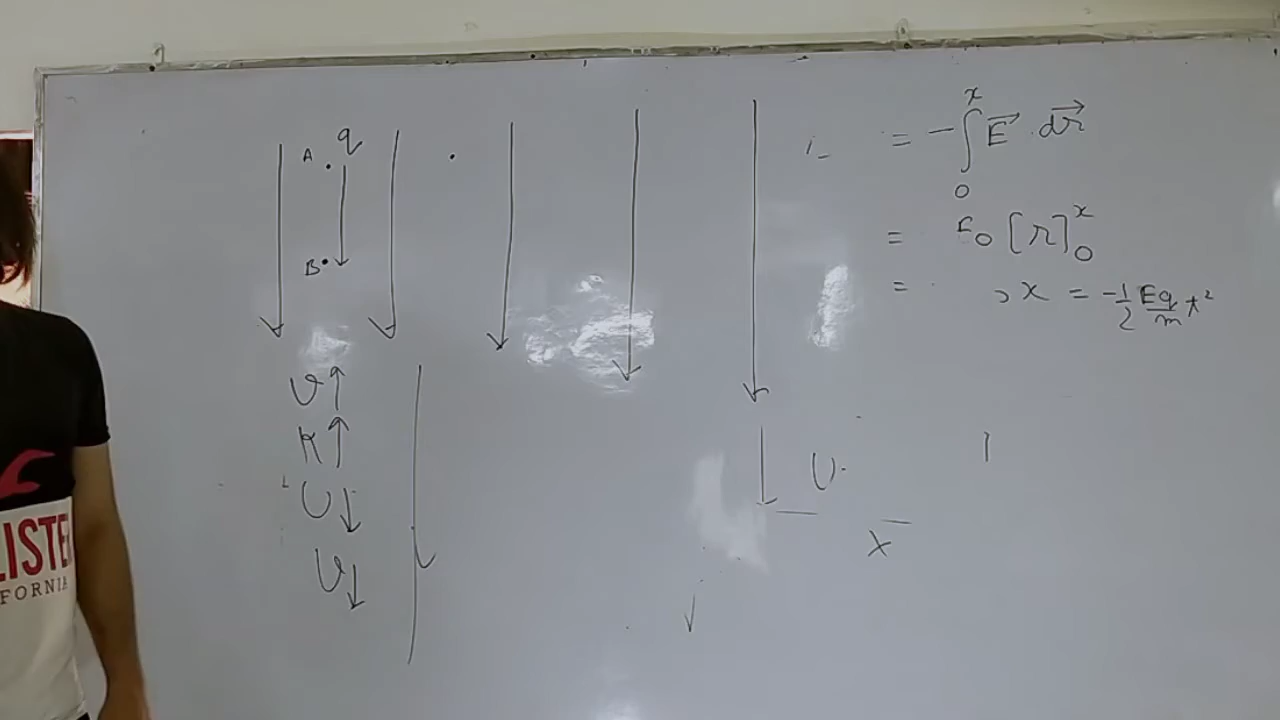 q
A
B
v↑
K↑
U↓
V↓
U
x
= -∫₀ˣ E⃗ . dr⃗
= E₀ [r]₀ˣ
= x = -1/2 Eq/m t²
LISTE
FORNIA